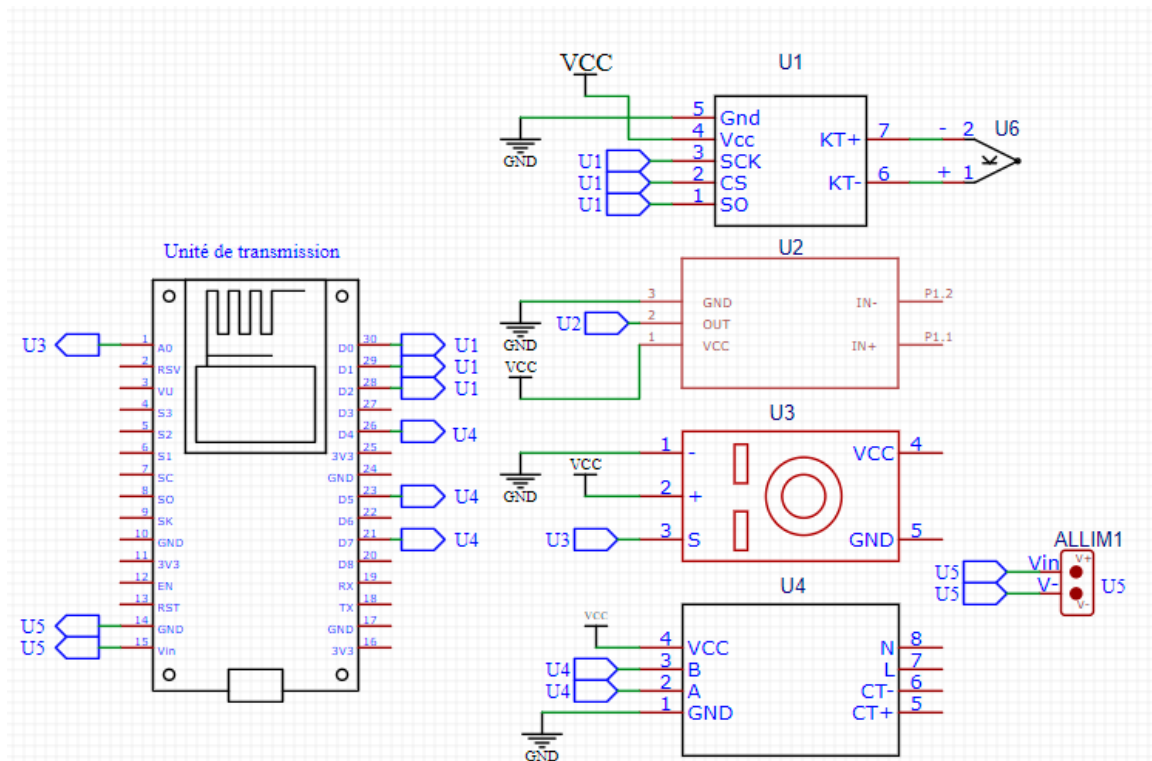 VCC
U1
5 Gnd
4 Vcc
U1 3 SCK
U1 2 CS
U1 1 SO
GND
KT+ 7 - 2
KT- 6 + 1
U6
K
Unité de transmission
U3 1 A0
2 RSV
3 VU
4 S3
5 S2
6 S1
7 SC
8 SO
9 SK
10 GND
11 3V3
12 EN
13 RST
U5 14 GND
U5 15 Vin
D0 30 U1
D1 29 U1
D2 28 U1
D3 27
D4 26 U4
3V3 25
GND 24
D5 23 U4
D6 22
D7 21 U4
D8 20
RX 19
TX 18
GND 17
3V3 16
U2
3 GND
U2 2 OUT
1 VCC
GND
VCC
IN- P1.2
IN+ P1.1
U3
1 -
VCC
2 +
GND
U3 3 S
VCC 4
GND 5
ALLIM1
U5 Vin V+
U5 V- V-
U5
U4
VCC
4 VCC
U4 3 B
U4 2 A
1 GND
GND
N 8
L 7
CT- 6
CT+ 5